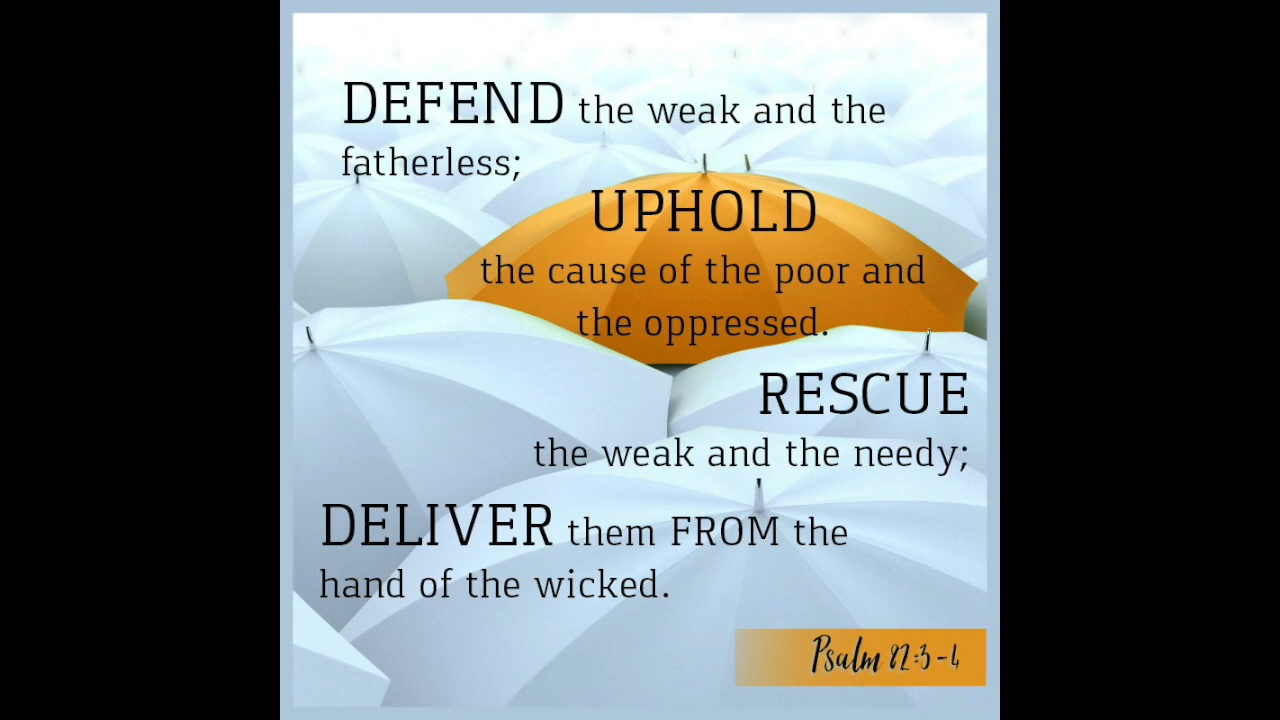 DEFEND the weak and the
fatherless;
UPHOLD
the cause of the poor and
the oppressed.
RESCUE
the weak and the needy;
DELIVER them FROM the
hand of the wicked.
Psalm 82:3-4